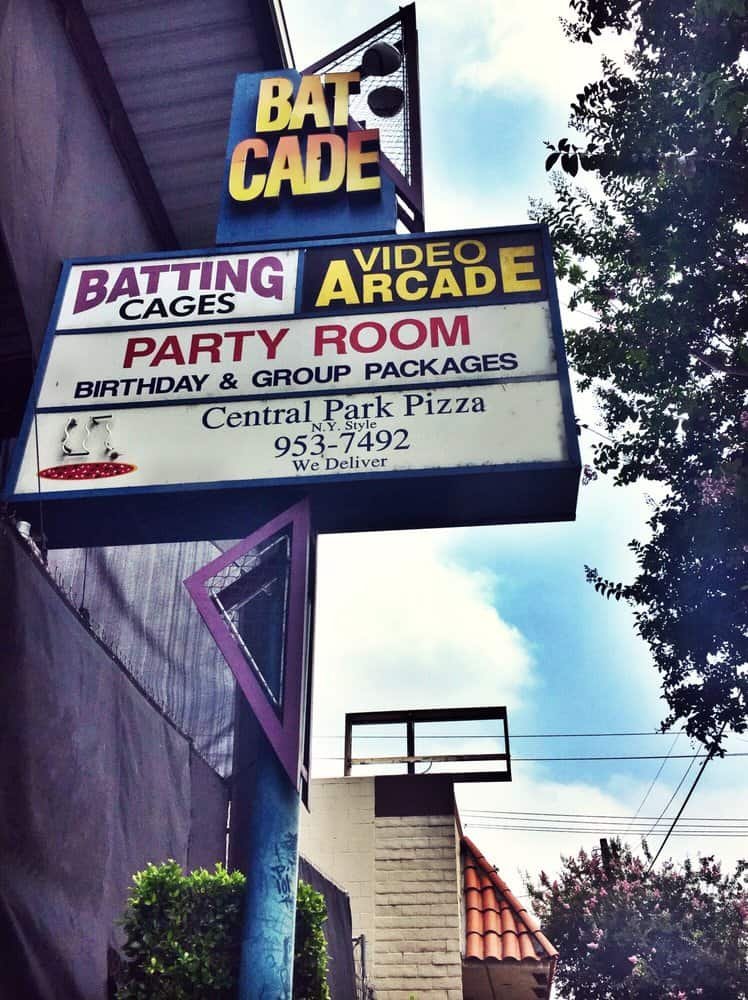 BAT
CADE
BATTING
CAGES
VIDEO
ARCADE
PARTY ROOM
BIRTHDAY & GROUP PACKAGES
Central Park Pizza
N.Y. Style
953-7492
We Deliver